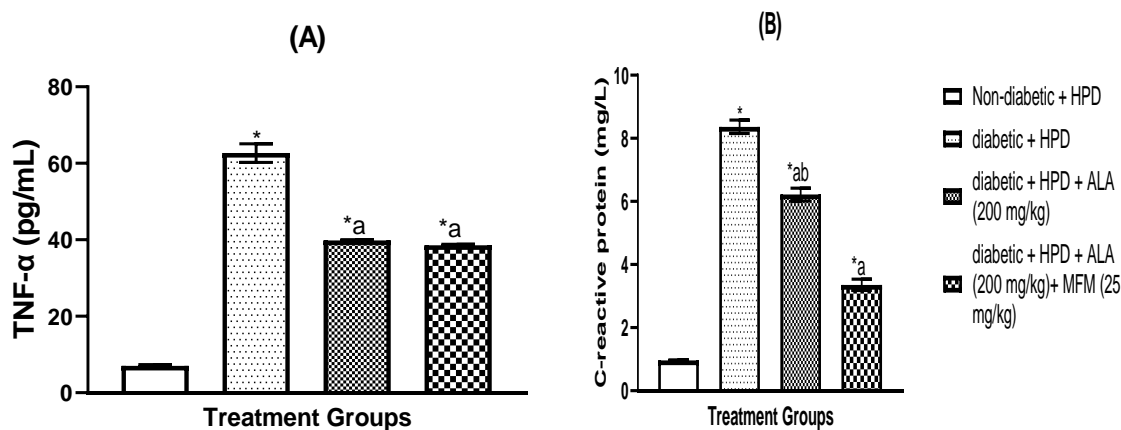 (A)
TNF-α (pg/mL)
80
60
40
20
0
*
*a
*a
Treatment Groups
(B)
C-reactive protein (mg/L)
10
8
6
4
2
0
*
*ab
*a
Treatment Groups
Non-diabetic + HPD
diabetic + HPD
diabetic + HPD + ALA
(200 mg/kg)
diabetic + HPD + ALA
(200 mg/kg)+ MFM (25
mg/kg)